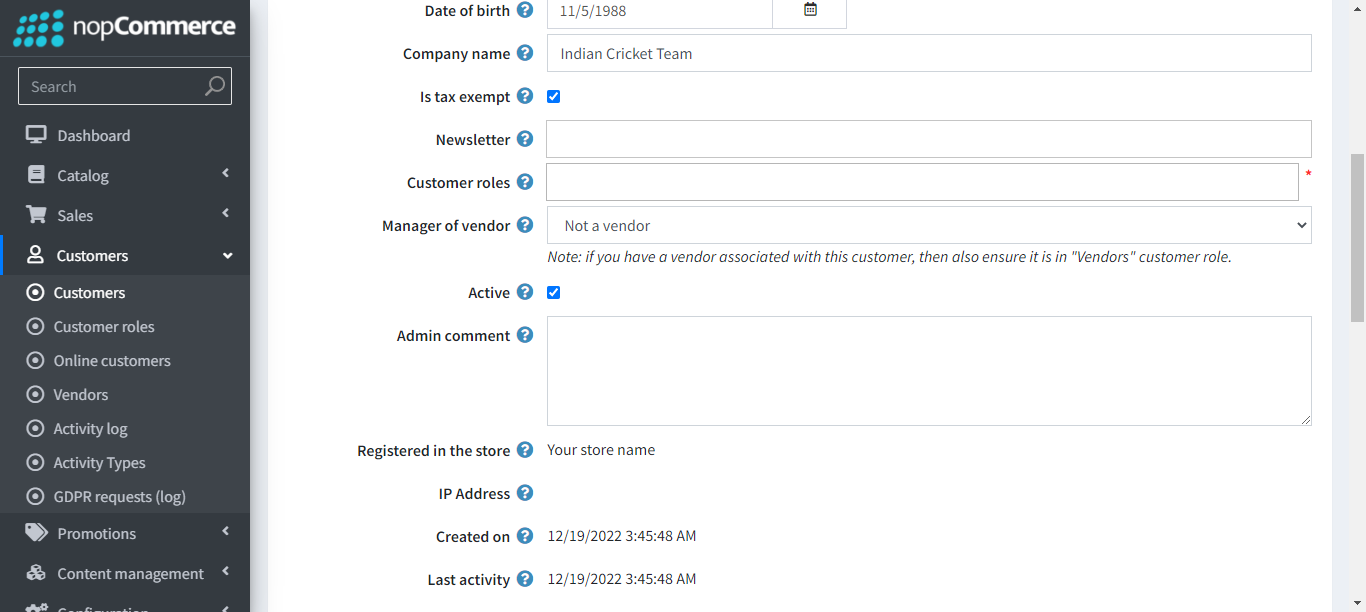 nopCommerce
Search
Dashboard
Catalog
Sales
Customers
Customers
Customer roles
Online customers
Vendors
Activity log
Activity Types
GDPR requests (log)
Promotions
Content management
Configuration
Date of birth ? 11/5/1988
Company name ? Indian Cricket Team
Is tax exempt ?
Newsletter ?
Customer roles ? *
Manager of vendor ? Not a vendor
Note: if you have a vendor associated with this customer, then also ensure it is in "Vendors" customer role.
Active ?
Admin comment ?
Registered in the store ? Your store name
IP Address ?
Created on ? 12/19/2022 3:45:48 AM
Last activity ? 12/19/2022 3:45:48 AM